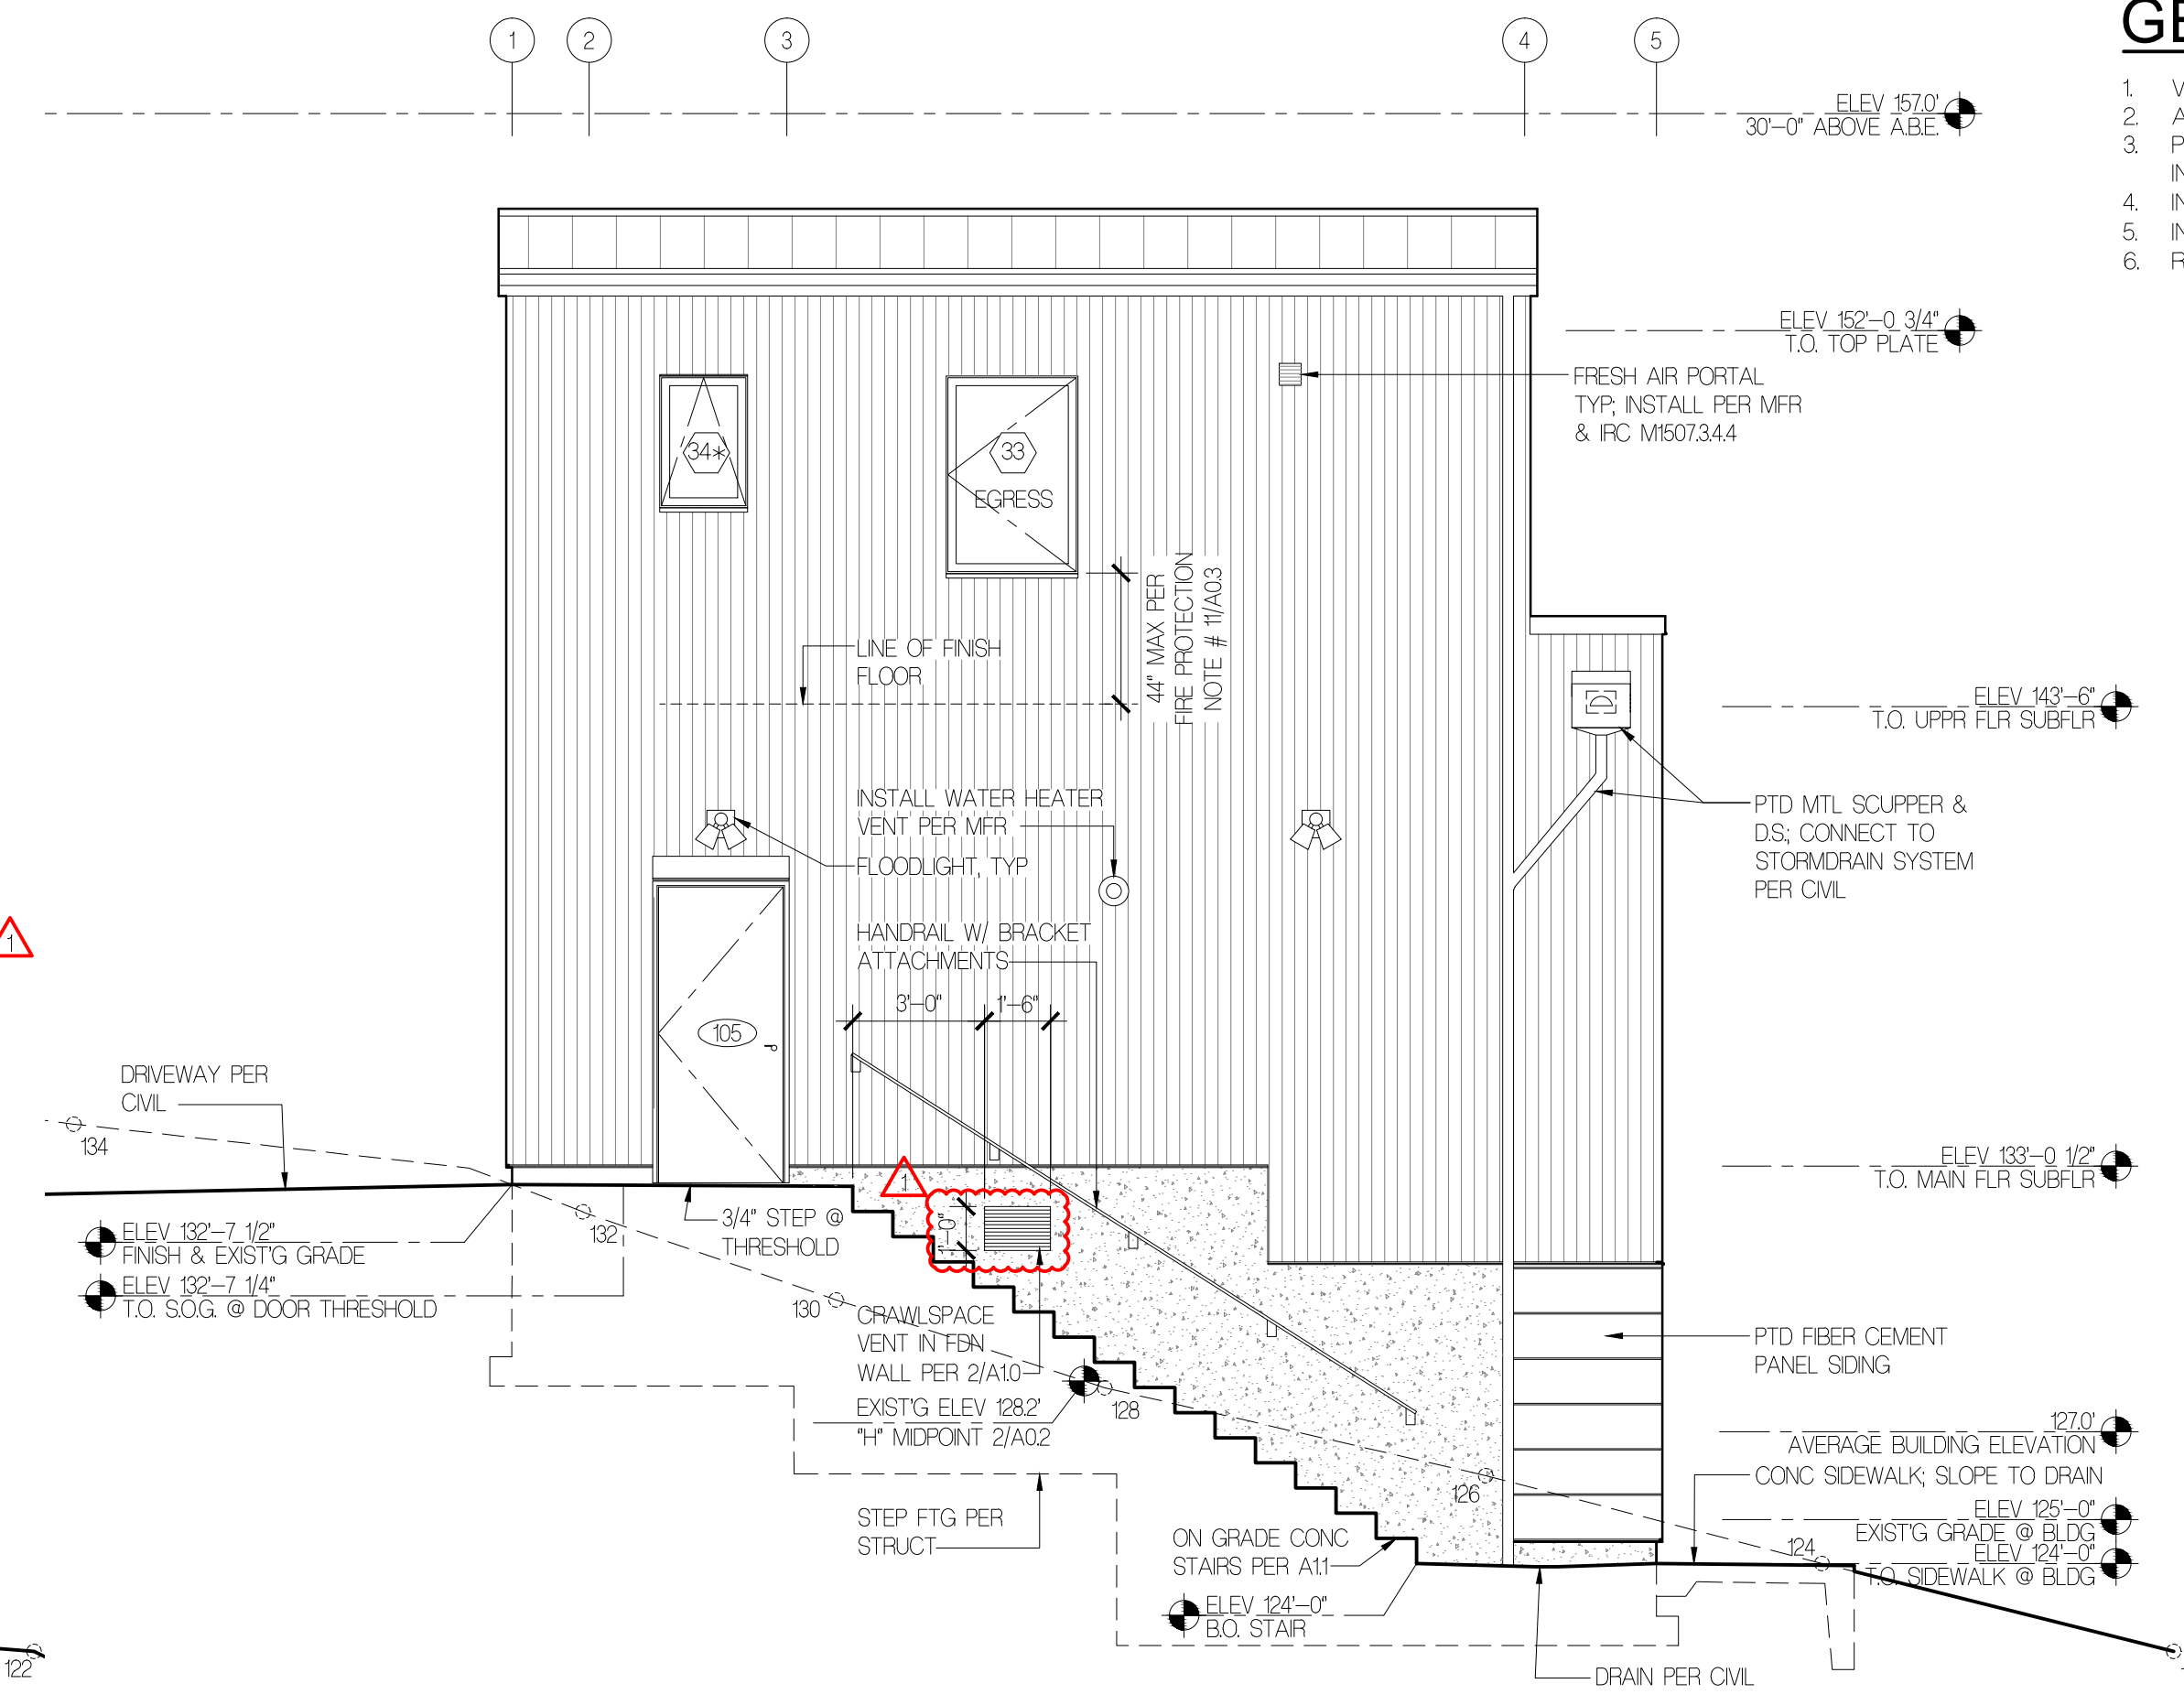 1
2
3
4
5
GE
1. V
2. A
3. P
IN
4. IN
5. IN
6. R
ELEV 157.0'
30'-0" ABOVE A.B.E.
ELEV 152'-0 3/4"
T.O. TOP PLATE
FRESH AIR PORTAL
TYP; INSTALL PER MFR
& IRC M1507.3.4.4
34*
33
EGRESS
44" MAX PER
FIRE PROTECTION
NOTE # 11/A0.3
LINE OF FINISH
FLOOR
ELEV 143'-6"
T.O. UPPR FLR SUBFLR
INSTALL WATER HEATER
VENT PER MFR
FLOODLIGHT, TYP
PTD MTL SCUPPER &
D.S.; CONNECT TO
STORMDRAIN SYSTEM
PER CIVIL
HANDRAIL W/ BRACKET
ATTACHMENTS
1
3'-0"
1'-6"
105
DRIVEWAY PER
CIVIL
134
ELEV 133'-0 1/2"
T.O. MAIN FLR SUBFLR
1
1'-0"
3/4" STEP @
THRESHOLD
132
ELEV 132'-7 1/2"
FINISH & EXIST'G GRADE
ELEV 132'-7 1/4"
T.O. S.O.G. @ DOOR THRESHOLD
130
CRAWLSPACE
VENT IN FDN
WALL PER 2/A1.0
PTD FIBER CEMENT
PANEL SIDING
EXIST'G ELEV 128.2'
"H" MIDPOINT 2/A0.2
128
127.0'
AVERAGE BUILDING ELEVATION
CONC SIDEWALK; SLOPE TO DRAIN
126
STEP FTG PER
STRUCT
ELEV 125'-0"
EXIST'G GRADE @ BLDG
ON GRADE CONC
STAIRS PER A1.1
124
ELEV 124'-0"
T.O. SIDEWALK @ BLDG
ELEV 124'-0"
B.O. STAIR
122
DRAIN PER CIVIL